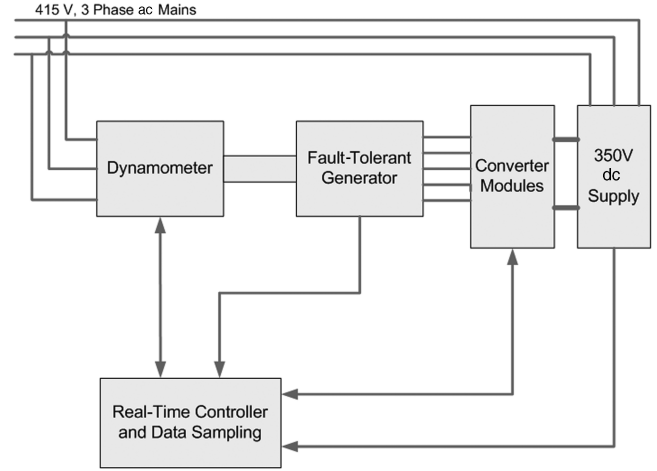 415 V, 3 Phase ac Mains
Dynamometer
Fault-Tolerant
Generator
Converter
Modules
350V
dc
Supply
Real-Time Controller
and Data Sampling